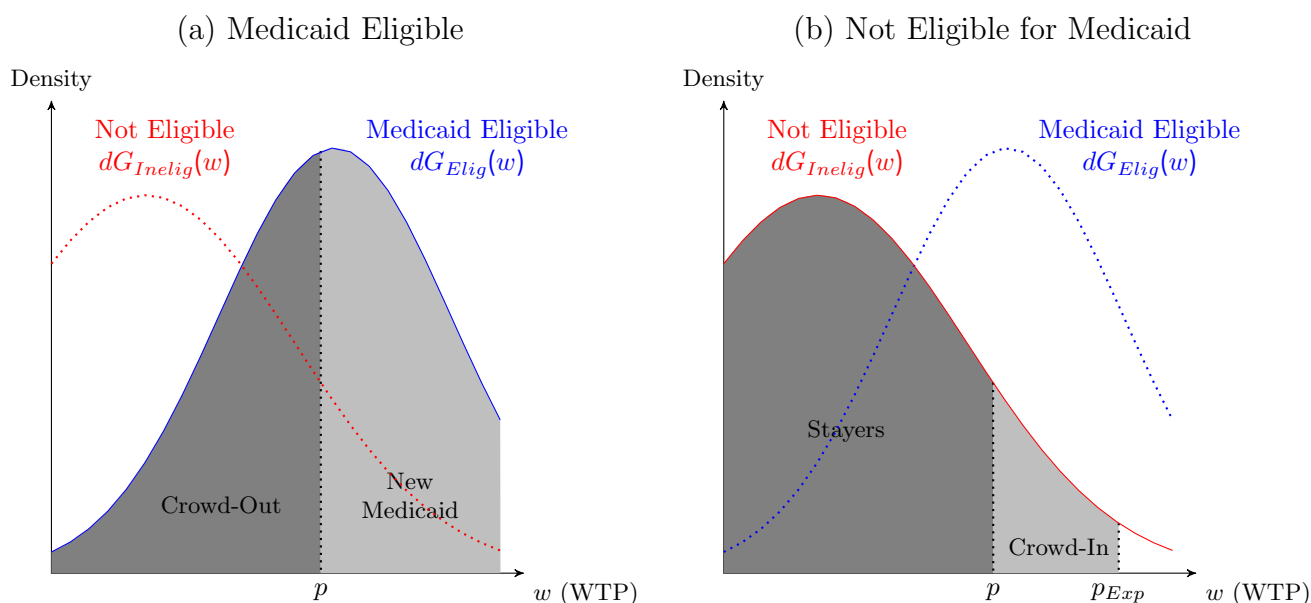 (a) Medicaid Eligible
Density
Not Eligible
dG_{Inelig}(w)
Medicaid Eligible
dG_{Elig}(w)
Crowd-Out
New
Medicaid
p
w (WTP)
(b) Not Eligible for Medicaid
Density
Not Eligible
dG_{Inelig}(w)
Medicaid Eligible
dG_{Elig}(w)
Stayers
Crowd-In
p
p_{Exp}
w (WTP)